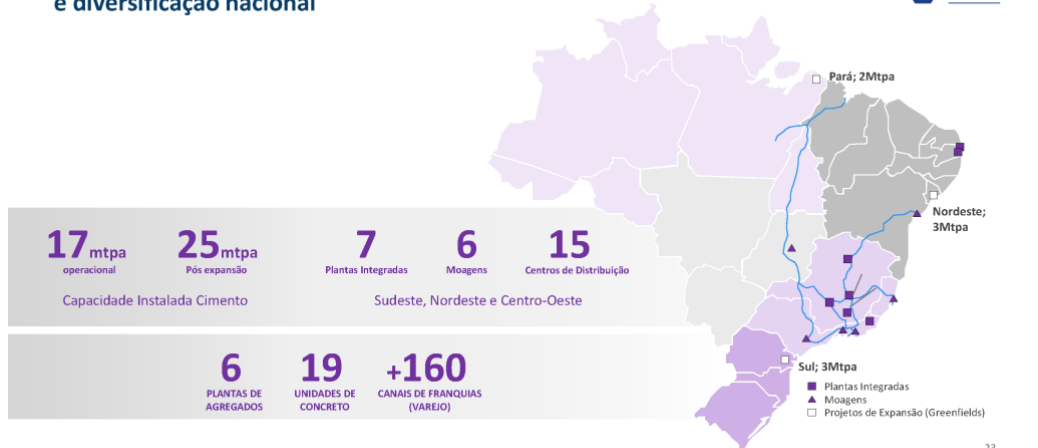 e diversificação nacional
Pará; 2Mtpa
Nordeste;
3Mtpa
17mtpa
operacional
25mtpa
Pós expansão
Capacidade Instalada Cimento
7
Plantas Integradas
6
Moagens
15
Centros de Distribuição
Sudeste, Nordeste e Centro-Oeste
6
PLANTAS DE
AGREGADOS
19
UNIDADES DE
CONCRETO
+160
CANAIS DE FRANQUIAS
(VAREJO)
Sul; 3Mtpa
Plantas Integradas
Moagens
Projetos de Expansão (Greenfields)